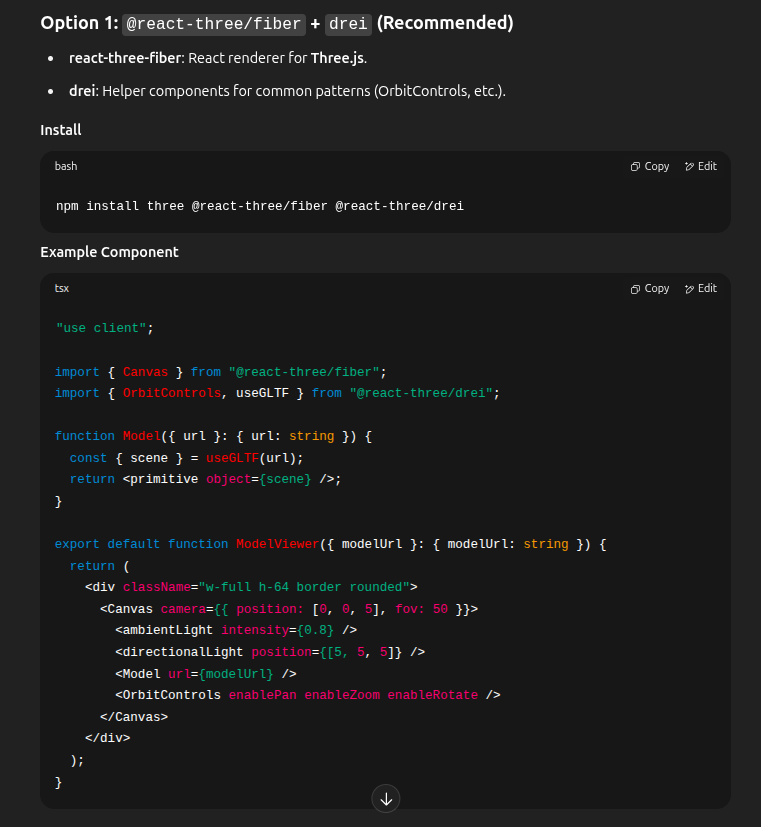 Option 1: @react-three/fiber + drei (Recommended)
• react-three-fiber: React renderer for Three.js.
• drei: Helper components for common patterns (OrbitControls, etc.).
Install
bash Copy Edit
npm install three @react-three/fiber @react-three/drei
Example Component
tsx Copy Edit
"use client";

import { Canvas } from "@react-three/fiber";
import { OrbitControls, useGLTF } from "@react-three/drei";

function Model({ url }: { url: string }) {
  const { scene } = useGLTF(url);
  return <primitive object={scene} />;
}

export default function ModelViewer({ modelUrl }: { modelUrl: string }) {
  return (
    <div className="w-full h-64 border rounded">
      <Canvas camera={{ position: [0, 0, 5], fov: 50 }}>
        <ambientLight intensity={0.8} />
        <directionalLight position={[5, 5, 5]} />
        <Model url={modelUrl} />
        <OrbitControls enablePan enableZoom enableRotate />
      </Canvas>
    </div>
  );
}